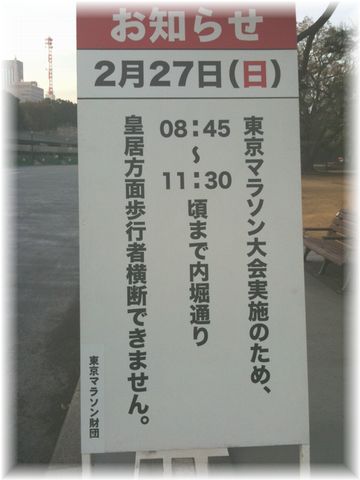 お知らせ
2月27日(日)
東京マラソン大会実施のため、
08:45
～
11:30
頃まで内堀通り
皇居方面歩行者横断できません。
東京マラソン財団